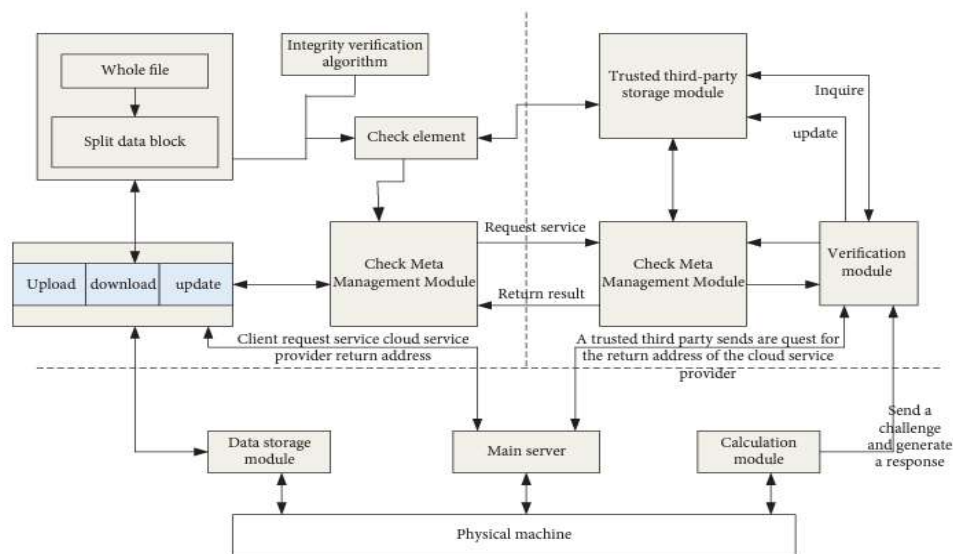 Whole file
Split data block
Integrity verification
algorithm
Check element
Trusted third-party
storage module
Inquire
update
Upload
download
update
Check Meta
Management Module
Request service
Return result
Check Meta
Management Module
Verification
module
Client request service cloud service
provider return address
A trusted third party sends are quest for
the return address of the cloud service
provider
Data storage
module
Main server
Calculation
module
Send a
challenge
and generate
a response
Physical machine